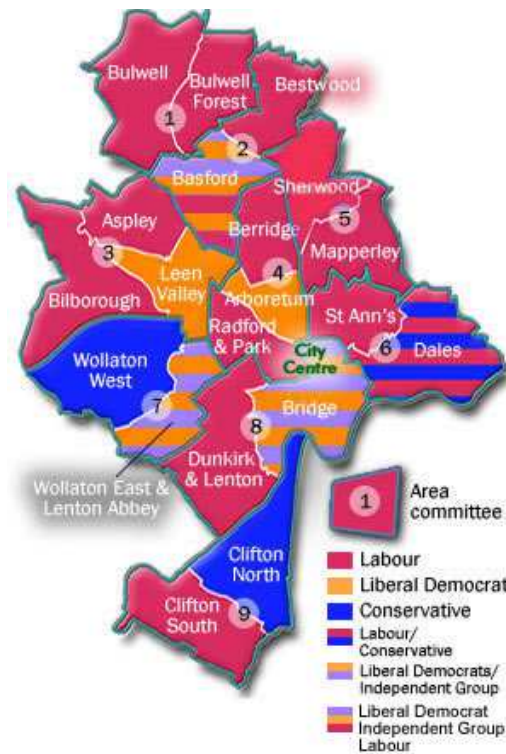 Bulwell
Bulwell
Forest
Bestwood
1
2
Basford
Sherwood
Aspley
Berridge
5
Mapperley
3
Leen
Valley
4
Bilborough
Arboretum
St Ann's
Radford
& Park
City
Centre
6
Dales
Wollaton
West
7
Bridge
8
Dunkirk
& Lenton
Wollaton East &
Lenton Abbey
1
Area
committee
Clifton
North
Clifton
South
9
Labour
Liberal Democrat
Conservative
Labour/
Conservative
Liberal Democrats/
Independent Group
Liberal Democrat
Independent Group
Labour